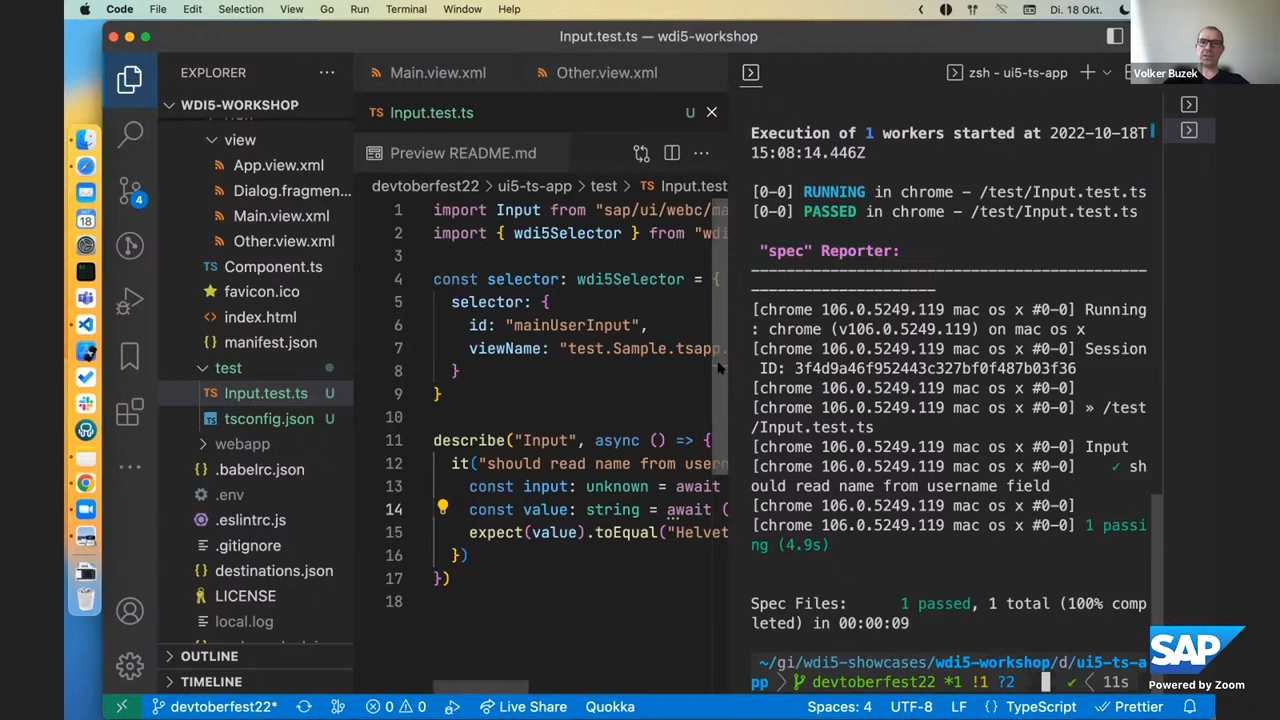 Code File Edit Selection View Go Run Terminal Window Help
Di. 18 Okt.
Volker Buzek
Input.test.ts — wdi5-workshop
EXPLORER
WDI5-WORKSHOP
view
App.view.xml
Dialog.fragmen...
Main.view.xml
Other.view.xml
Component.ts
favicon.ico
index.html
manifest.json
test
Input.test.ts U
tsconfig.json U
webapp
.babelrc.json
.env
.eslintrc.js
.gitignore
destinations.json
LICENSE
local.log
OUTLINE
TIMELINE
4
18
Main.view.xml Other.view.xml
Input.test.ts U
Preview README.md
devtoberfest22 > ui5-ts-app > test > TS Input.test
1 import Input from "sap/ui/webc/ma
2 import { wdi5Selector } from "wdi
3
4 const selector: wdi5Selector = {
5 selector: {
6 id: "mainUserInput",
7 viewName: "test.Sample.tsapp.
8 }
9 }
10
11 describe("Input", async () => {
12 it("should read name from usern
13 const input: unknown = await
14 const value: string = await (
15 expect(value).toEqual("Helvet
16 })
17 })
18
zsh - ui5-ts-app
Execution of 1 workers started at 2022-10-18T
15:08:14.446Z
[0-0] RUNNING in chrome - /test/Input.test.ts
[0-0] PASSED in chrome - /test/Input.test.ts
"spec" Reporter:
[chrome 106.0.5249.119 mac os x #0-0] Running
: chrome (v106.0.5249.119) on mac os x
[chrome 106.0.5249.119 mac os x #0-0] Session
ID: 3f4d9a46f952443c327bf0f487b03f36
[chrome 106.0.5249.119 mac os x #0-0]
[chrome 106.0.5249.119 mac os x #0-0] » /test
/Input.test.ts
[chrome 106.0.5249.119 mac os x #0-0] Input
[chrome 106.0.5249.119 mac os x #0-0] ✓ sh
ould read name from username field
[chrome 106.0.5249.119 mac os x #0-0]
[chrome 106.0.5249.119 mac os x #0-0] 1 passi
ng (4.9s)
Spec Files: 1 passed, 1 total (100% comp
leted) in 00:00:09
~/gi/wdi5-showcases/wdi5-workshop/d/ui5-ts-a
pp devtoberfest22 *1 !1 ?2 ✓ 11s
SAP
Powered by Zoom
devtoberfest22* 0 0 Live Share Quokka Spaces: 4 UTF-8 LF {} TypeScript Prettier